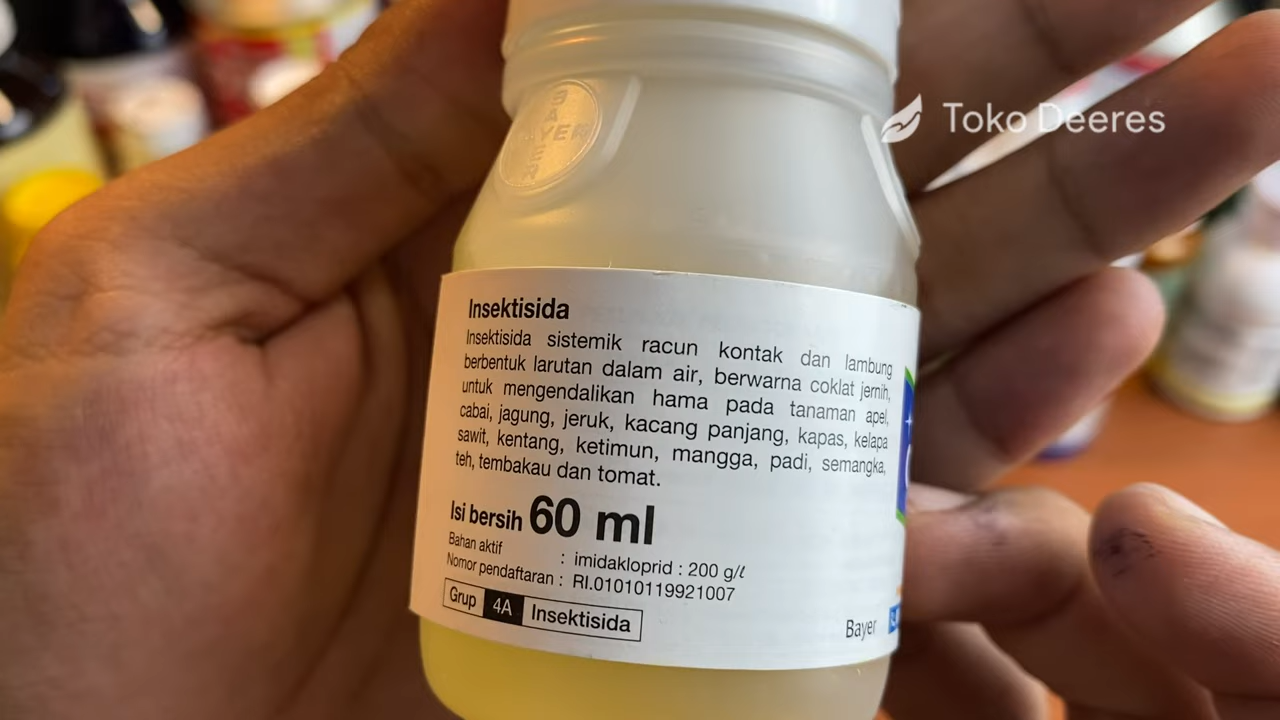 Toko Deeres
BAYER
BAYER
Insektisida
Insektisida sistemik racun kontak dan lambung
berbentuk larutan dalam air, berwarna coklat jernih,
untuk mengendalikan hama pada tanaman apel,
cabai, jagung, jeruk, kacang panjang, kapas, kelapa
sawit, kentang, ketimun, mangga, padi, semangka,
teh, tembakau dan tomat.
Isi bersih 60 ml
Bahan aktif : imidakloprid : 200 g/ℓ
Nomor pendaftaran : RI.01010119921007
Grup 4A Insektisida
Bayer